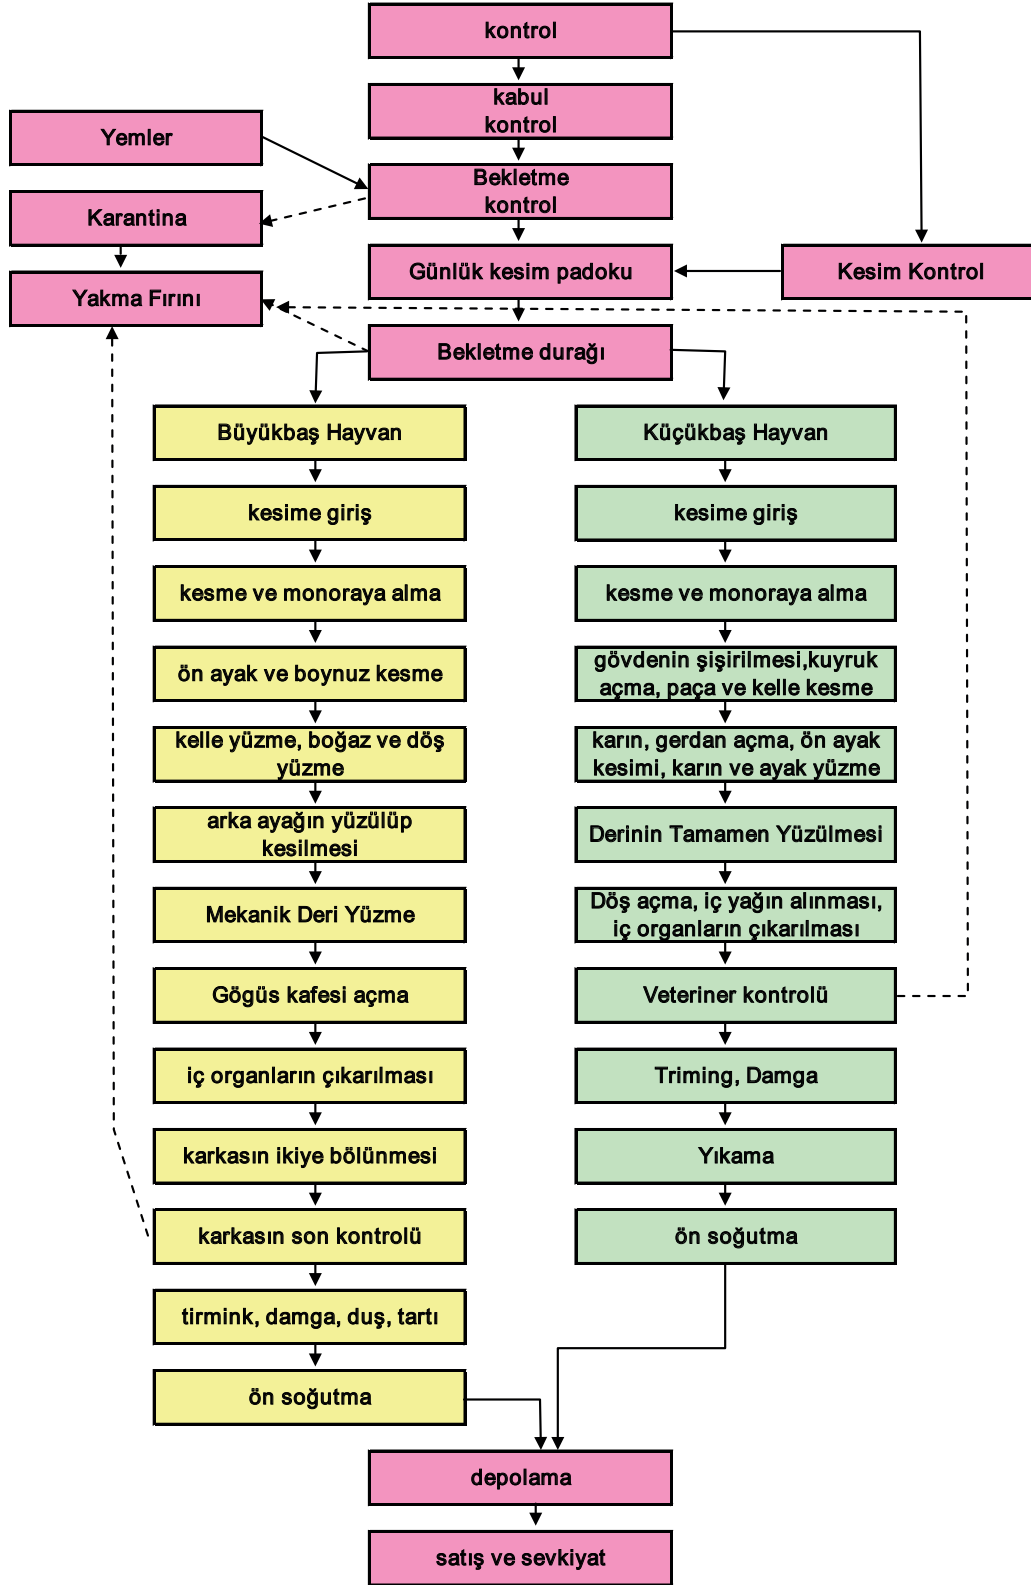 kontrol
kabul
kontrol
Yemler
Bekletme
kontrol
Karantina
Günlük kesim padoku
Kesim Kontrol
Yakma Fırını
Bekletme durağı
Büyükbaş Hayvan
Küçükbaş Hayvan
kesime giriş
kesime giriş
kesme ve monoraya alma
kesme ve monoraya alma
ön ayak ve boynuz kesme
gövdenin şişirilmesi,kuyruk
açma, paça ve kelle kesme
kelle yüzme, boğaz ve döş
yüzme
karın, gerdan açma, ön ayak
kesimi, karın ve ayak yüzme
arka ayağın yüzülüp
kesilmesi
Derinin Tamamen Yüzülmesi
Mekanik Deri Yüzme
Döş açma, iç yağın alınması,
iç organların çıkarılması
Gögüs kafesi açma
Veteriner kontrolü
iç organların çıkarılması
Triming, Damga
karkasın ikiye bölünmesi
Yıkama
karkasın son kontrolü
ön soğutma
tirmink, damga, duş, tartı
ön soğutma
depolama
satış ve sevkiyat